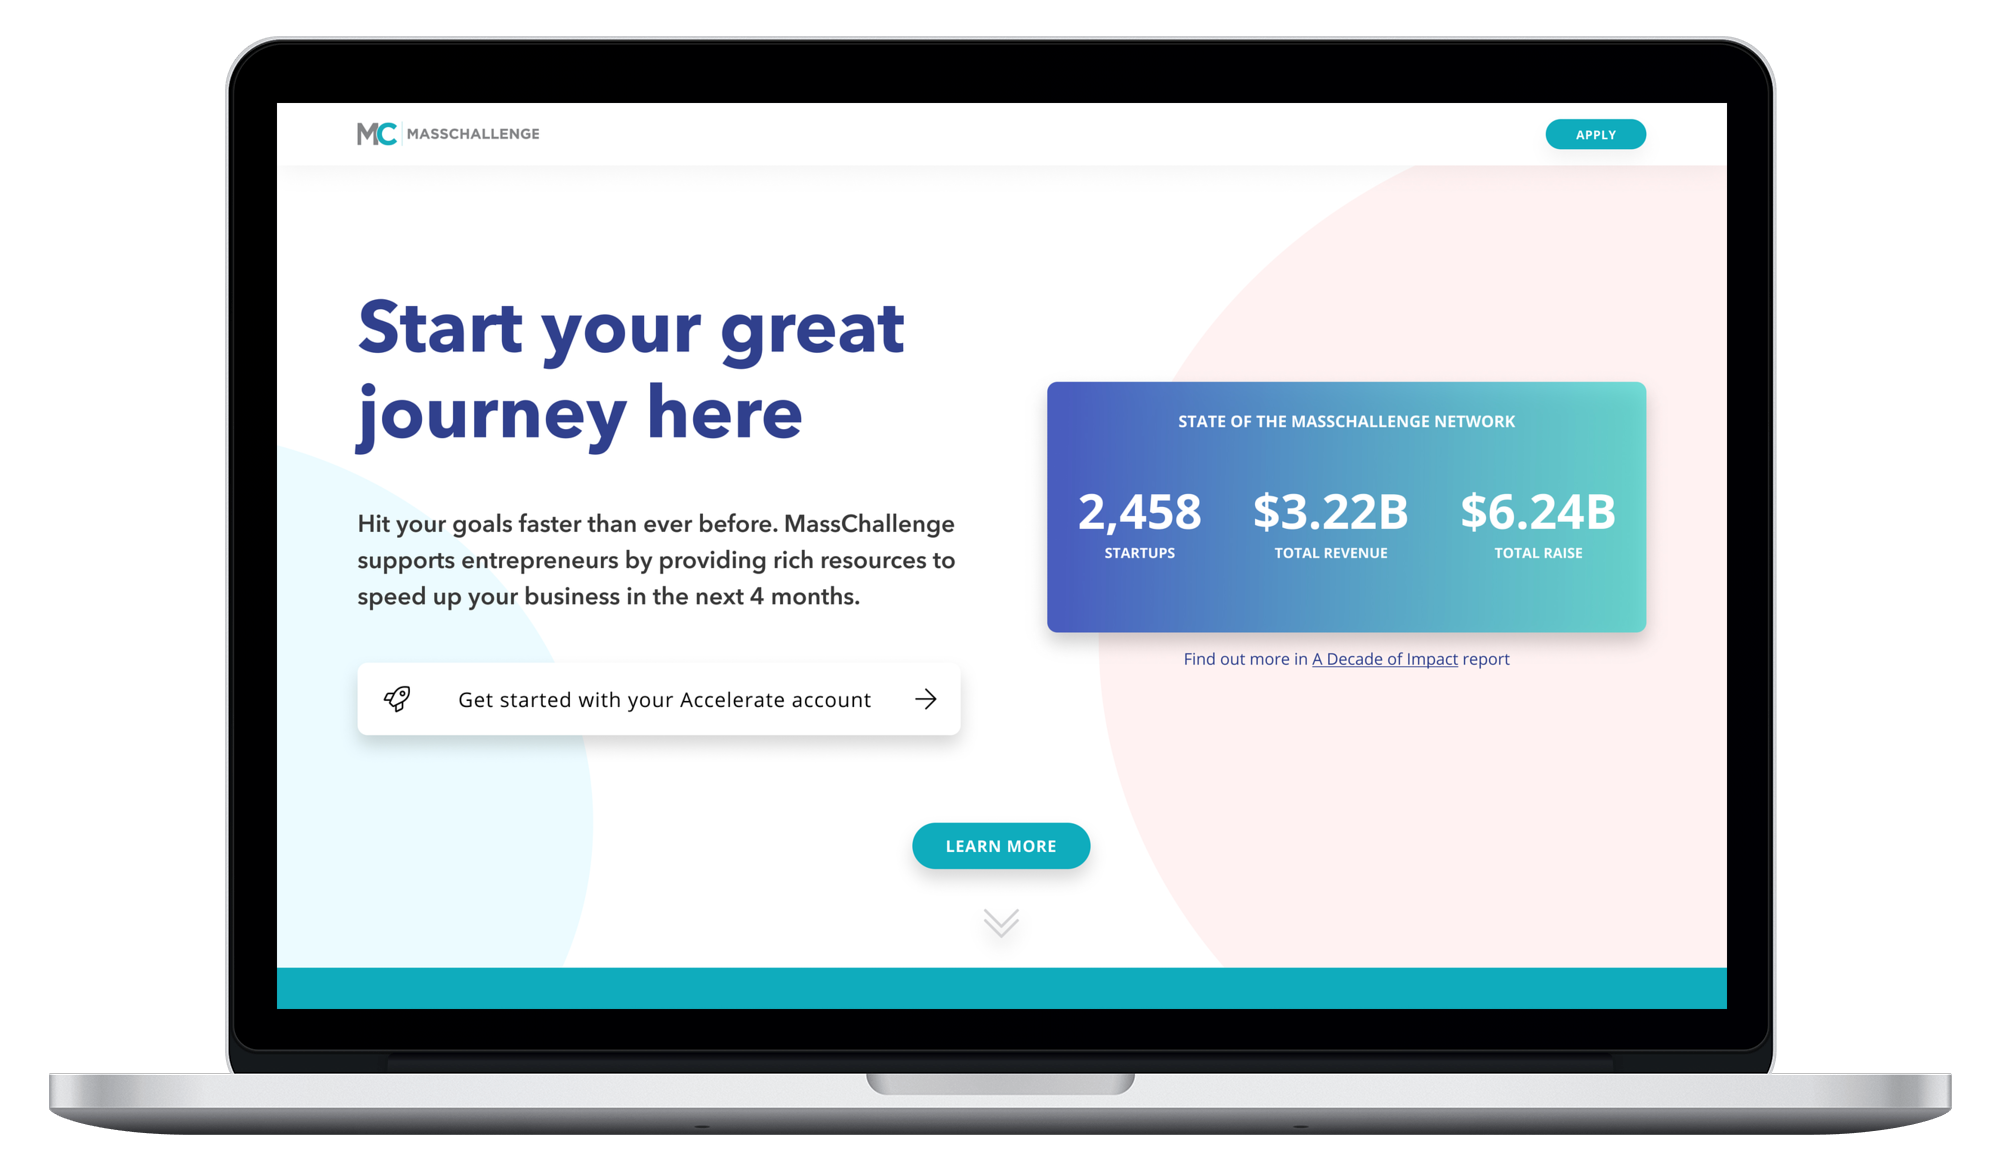 MC MASSCHALLENGE
APPLY
Start your great
journey here
Hit your goals faster than ever before. MassChallenge
supports entrepreneurs by providing rich resources to
speed up your business in the next 4 months.
Get started with your Accelerate account
STATE OF THE MASSCHALLENGE NETWORK
2,458 $3.22B $6.24B
STARTUPS TOTAL REVENUE TOTAL RAISE
Find out more in A Decade of Impact report
LEARN MORE